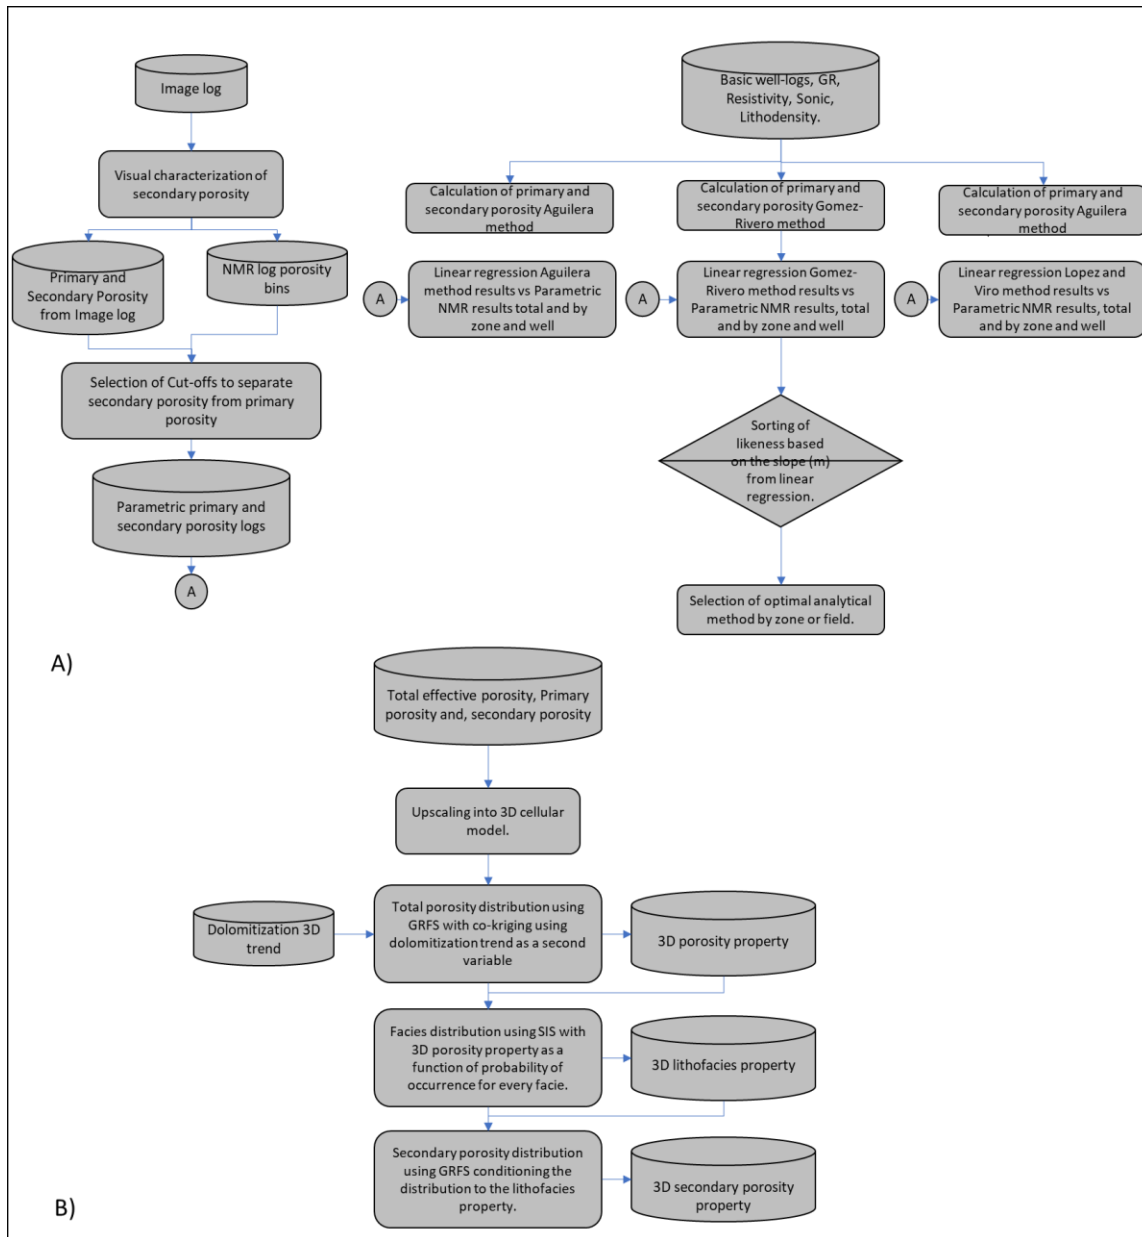 Image log
Visual characterization of
secondary porosity
Primary and
Secondary Porosity
from Image log
NMR log porosity
bins
Selection of Cut-offs to separate
secondary porosity from primary
porosity
Parametric primary and
secondary porosity logs
A
Basic well-logs, GR,
Resistivity, Sonic,
Lithodensity.
Calculation of primary and
secondary porosity Aguilera
method
Calculation of primary and
secondary porosity Gomez-
Rivero method
Calculation of primary and
secondary porosity Aguilera
method
A
Linear regression Aguilera
method results vs Parametric
NMR results total and by
zone and well
A
Linear regression Gomez-
Rivero method results vs
Parametric NMR results, total
and by zone and well
A
Linear regression Lopez and
Viro method results vs
Parametric NMR results, total
and by zone and well
Sorting of
likeness based
on the slope (m)
from linear
regression.
Selection of optimal analytical
method by zone or field.
A)
Total effective porosity, Primary
porosity and, secondary porosity
Upscaling into 3D cellular
model.
Dolomitization 3D
trend
Total porosity distribution using
GRFS with co-kriging using
dolomitization trend as a second
variable
3D porosity property
Facies distribution using SIS with
3D porosity property as a
function of probability of
occurrence for every facie.
3D lithofacies property
Secondary porosity distribution
using GRFS conditioning the
distribution to the lithofacies
property.
3D secondary porosity
property
B)